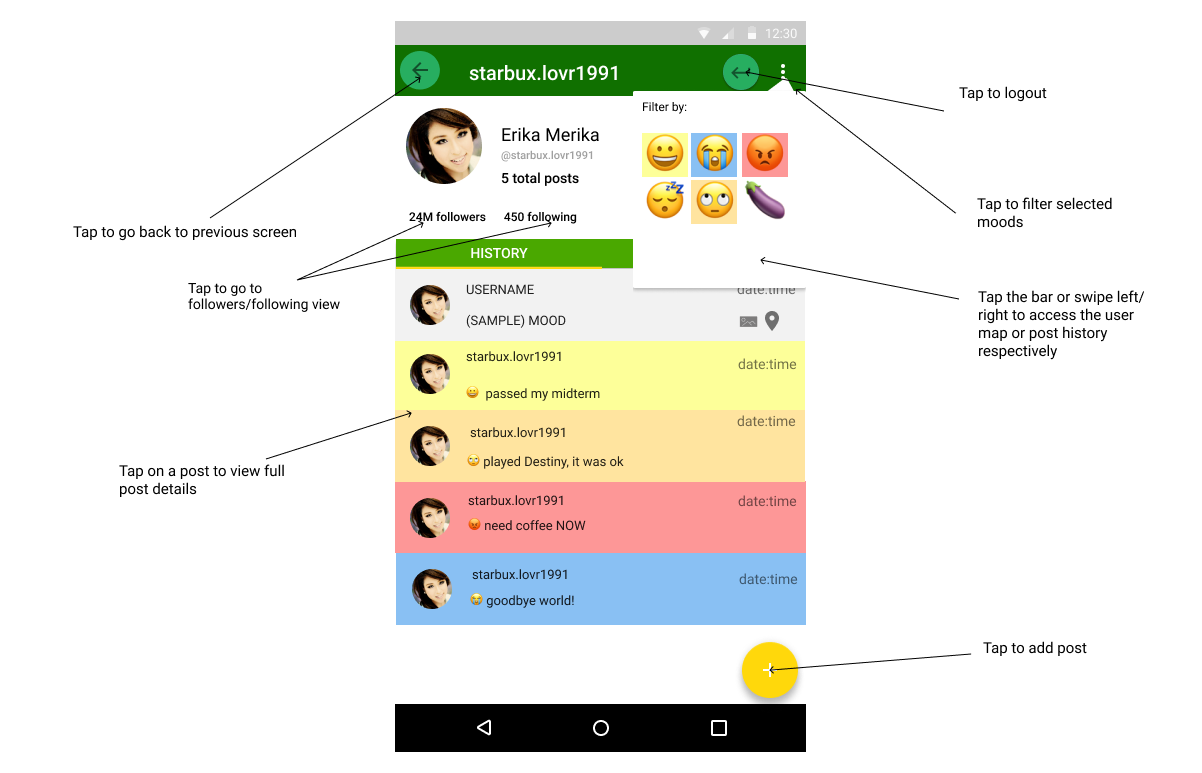 12:30
starbux.lovr1991
Tap to logout
Filter by:
Erika Merika
@starbux.lovr1991
5 total posts
Tap to filter selected
moods
24M followers
450 following
Tap to go back to previous screen
HISTORY
Tap to go to
followers/following view
USERNAME
date:time
(SAMPLE) MOOD
Tap the bar or swipe left/
right to access the user
map or post history
respectively
starbux.lovr1991
date:time
passed my midterm
date:time
starbux.lovr1991
played Destiny, it was ok
Tap on a post to view full
post details
starbux.lovr1991
date:time
need coffee NOW
starbux.lovr1991
date:time
goodbye world!
Tap to add post